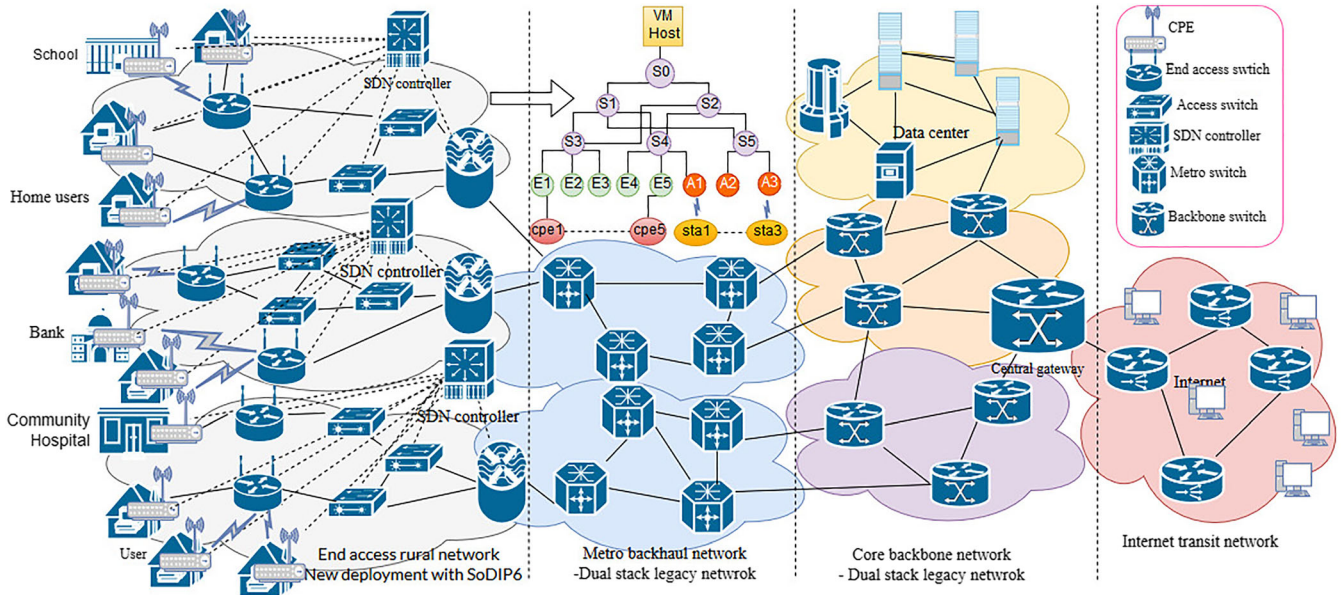 School
SDN controller
Home users
SDN controller
Bank
SDN controller
Community
Hospital
User
End access rural network
New deployment with SoDIP6
VM
Host
S0
S1
S2
S3
S4
S5
E1
E2
E3
E4
E5
A1
A2
A3
cpe1
cpe5
sta1
sta3
Metro backhaul network
-Dual stack legacy netwrok
Data center
Central gateway
Core backbone network
- Dual stack legacy netwrok
CPE
End access swtich
Access switch
SDN controller
Metro switch
Backbone switch
Internet
Internet transit network